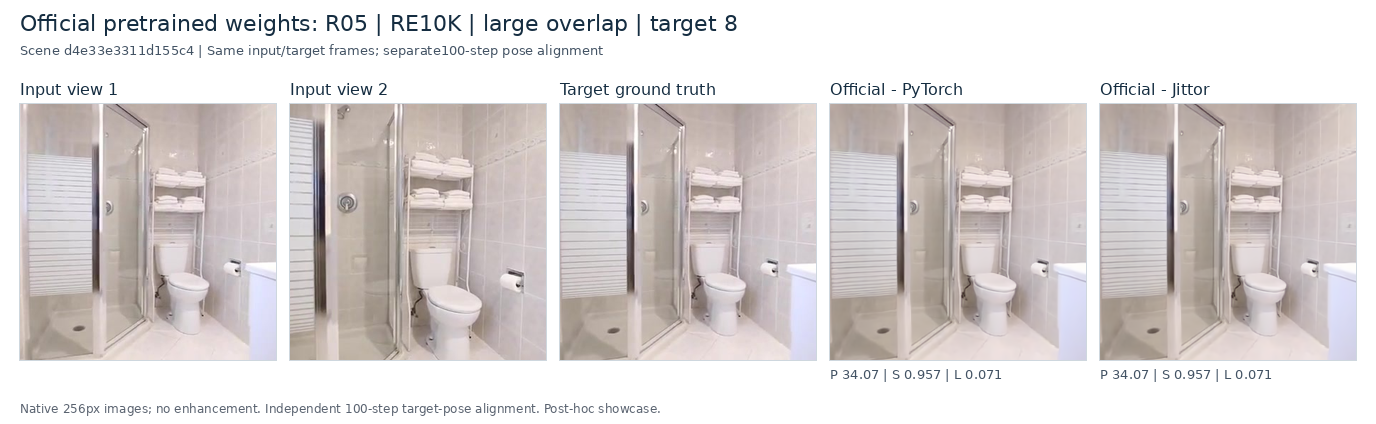 Official pretrained weights: R05 | RE10K | large overlap | target 8
Scene d4e33e3311d155c4 | Same input/target frames; separate100-step pose alignment
Input view 1
Input view 2
Target ground truth
Official - PyTorch
Official - Jittor
P 34.07 | S 0.957 | L 0.071
P 34.07 | S 0.957 | L 0.071
Native 256px images; no enhancement. Independent 100-step target-pose alignment. Post-hoc showcase.